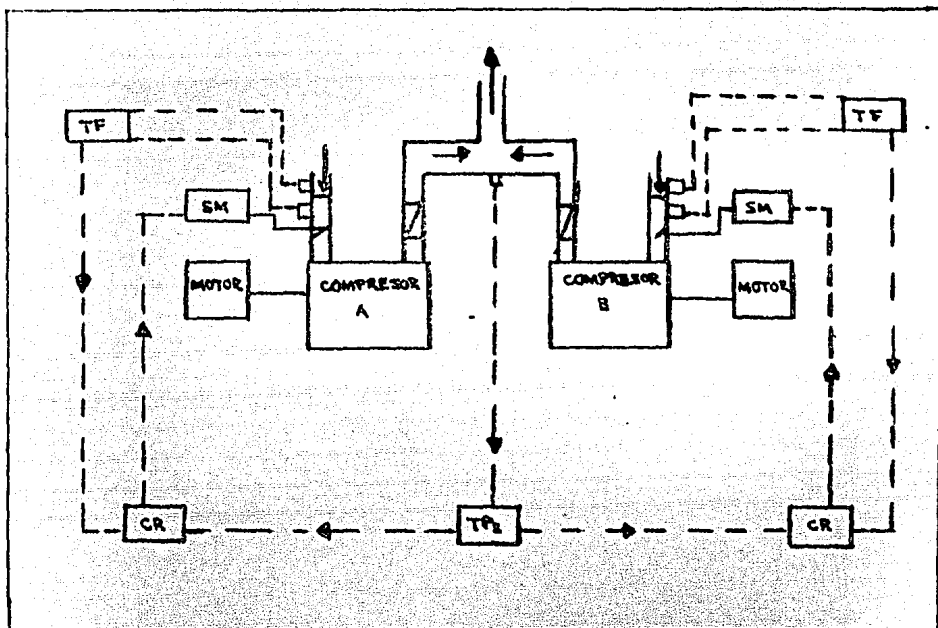 TF
TF
SM
SM
MOTOR
COMPRESOR
A
COMPRESOR
B
MOTOR
CR
TP2
CR